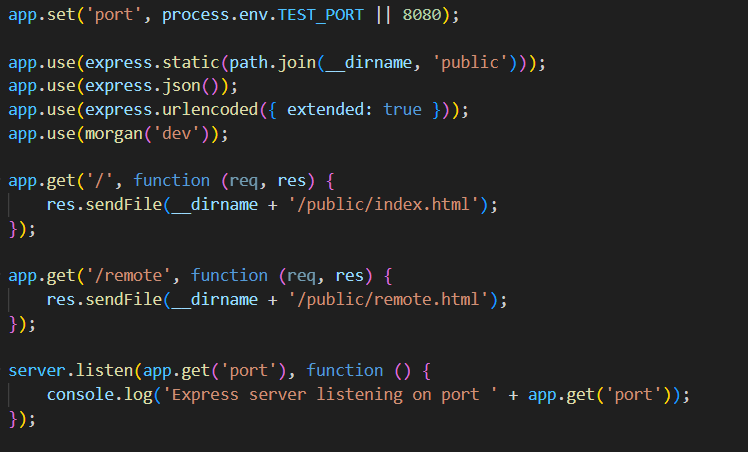 app.set('port', process.env.TEST_PORT || 8080);
app.use(express.static(path.join(__dirname, 'public')));
app.use(express.json());
app.use(express.urlencoded({ extended: true }));
app.use(morgan('dev'));
app.get('/', function (req, res) {
    res.sendFile(__dirname + '/public/index.html');
});
app.get('/remote', function (req, res) {
    res.sendFile(__dirname + '/public/remote.html');
});
server.listen(app.get('port'), function () {
    console.log('Express server listening on port ' + app.get('port'));
});